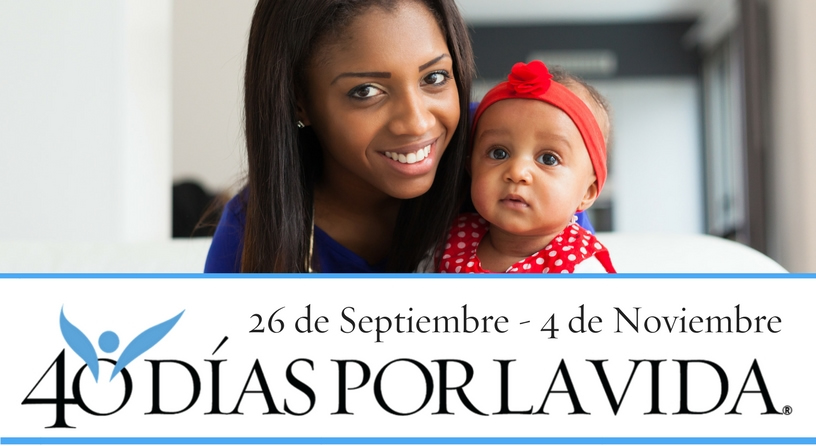 26 de Septiembre - 4 de Noviembre
40 DÍAS POR LA VIDA®